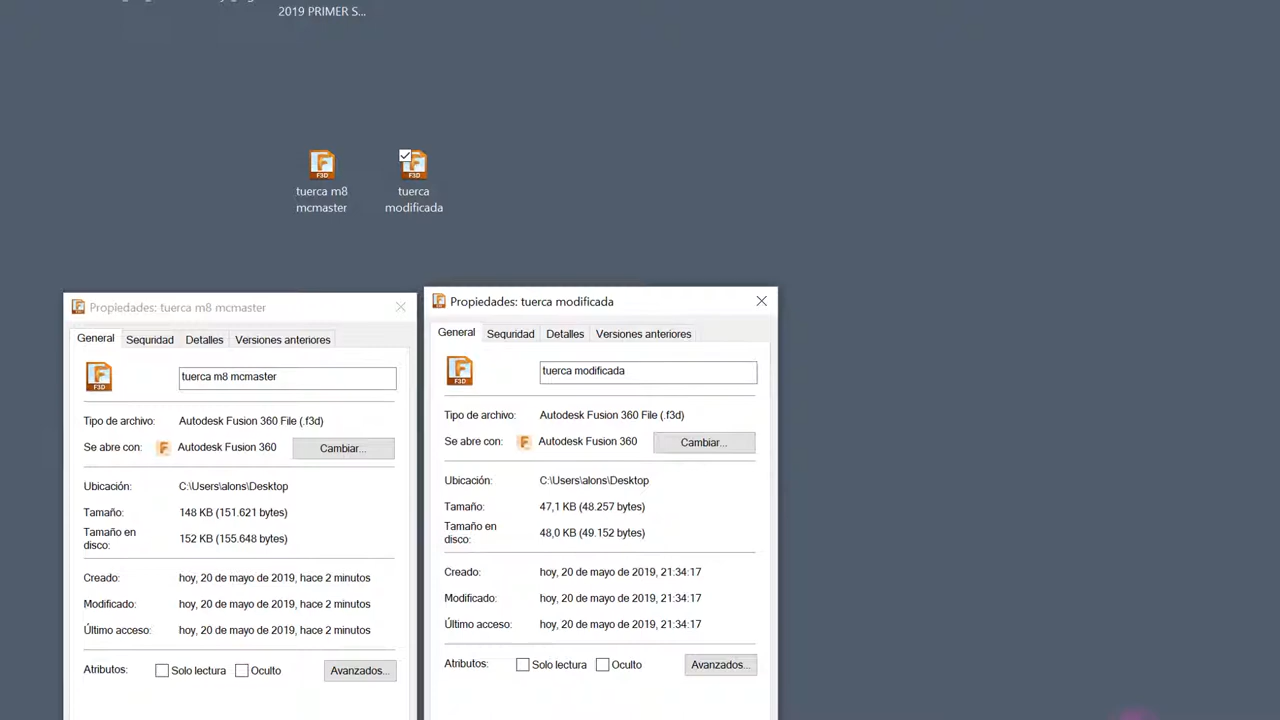 2019 PRIMER S...
tuerca m8
mcmaster
tuerca
modificada
Propiedades: tuerca m8 mcmaster
General Seguridad Detalles Versiones anteriores
F3D
tuerca m8 mcmaster
Tipo de archivo: Autodesk Fusion 360 File (.f3d)
Se abre con: Autodesk Fusion 360 Cambiar...
Ubicación: C:\Users\alons\Desktop
Tamaño: 148 KB (151.621 bytes)
Tamaño en
disco: 152 KB (155.648 bytes)
Creado: hoy, 20 de mayo de 2019, hace 2 minutos
Modificado: hoy, 20 de mayo de 2019, hace 2 minutos
Último acceso: hoy, 20 de mayo de 2019, hace 2 minutos
Atributos: Solo lectura Oculto Avanzados...
Propiedades: tuerca modificada
General Seguridad Detalles Versiones anteriores
F3D
tuerca modificada
Tipo de archivo: Autodesk Fusion 360 File (.f3d)
Se abre con: Autodesk Fusion 360 Cambiar...
Ubicación: C:\Users\alons\Desktop
Tamaño: 47,1 KB (48.257 bytes)
Tamaño en
disco: 48,0 KB (49.152 bytes)
Creado: hoy, 20 de mayo de 2019, 21:34:17
Modificado: hoy, 20 de mayo de 2019, 21:34:17
Último acceso: hoy, 20 de mayo de 2019, 21:34:17
Atributos: Solo lectura Oculto Avanzados...